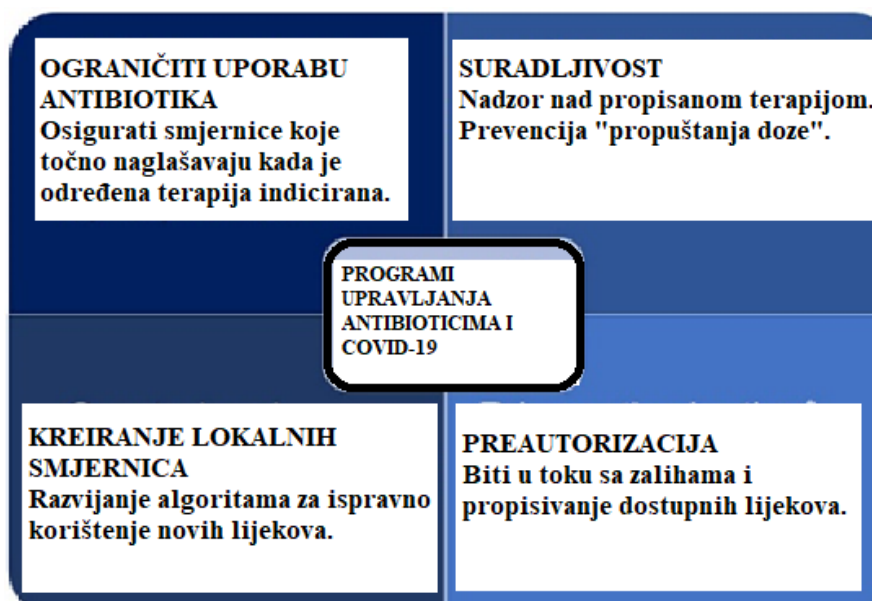 OGRANIČITI UPORABU
ANTIBIOTIKA
Osigurati smjernice koje
točno naglašavaju kada je
određena terapija indicirana.
SURADLJIVOST
Nadzor nad propisanom terapijom.
Prevencija "propuštanja doze".
PROGRAMI
UPRAVLJANJA
ANTIBIOTICIMA I
COVID-19
KREIRANJE LOKALNIH
SMJERNICA
Razvijanje algoritama za ispravno
korištenje novih lijekova.
PREAUTORIZACIJA
Biti u toku sa zalihama i
propisivanje dostupnih lijekova.